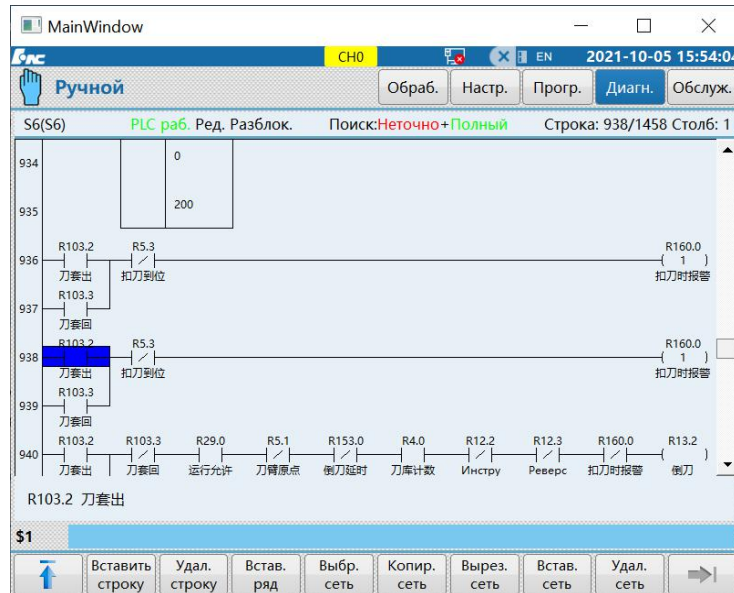 MainWindow
CH0 EN 2021-10-05 15:54:04
Ручной Обраб. Настр. Прогр. Диагн. Обслуж.
S6(S6) PLC раб. Ред. Разблок. Поиск:Неточно+Полный Строка: 938/1458 Столб: 1
934 0
935 200
R103.2 R5.3 R160.0
936 ( 1 )
刀套出 扣刀到位 扣刀时报警
R103.3
937
刀套回
R103.2 R5.3 R160.0
938 ( 1 )
刀套出 扣刀到位 扣刀时报警
R103.3
939
刀套回
R103.2 R103.3 R29.0 R5.1 R153.0 R4.0 R12.2 R12.3 R160.0 R13.2
940 ( )
刀套出 刀套回 运行允许 刀臂原点 倒刀延时 刀库计数 Инстру Реверс 扣刀时报警 倒刀
R103.2 刀套出
$1
Вставить строку Удал. строку Встав. ряд Выбр. сеть Копир. сеть Вырез. сеть Встав. сеть Удал. сеть